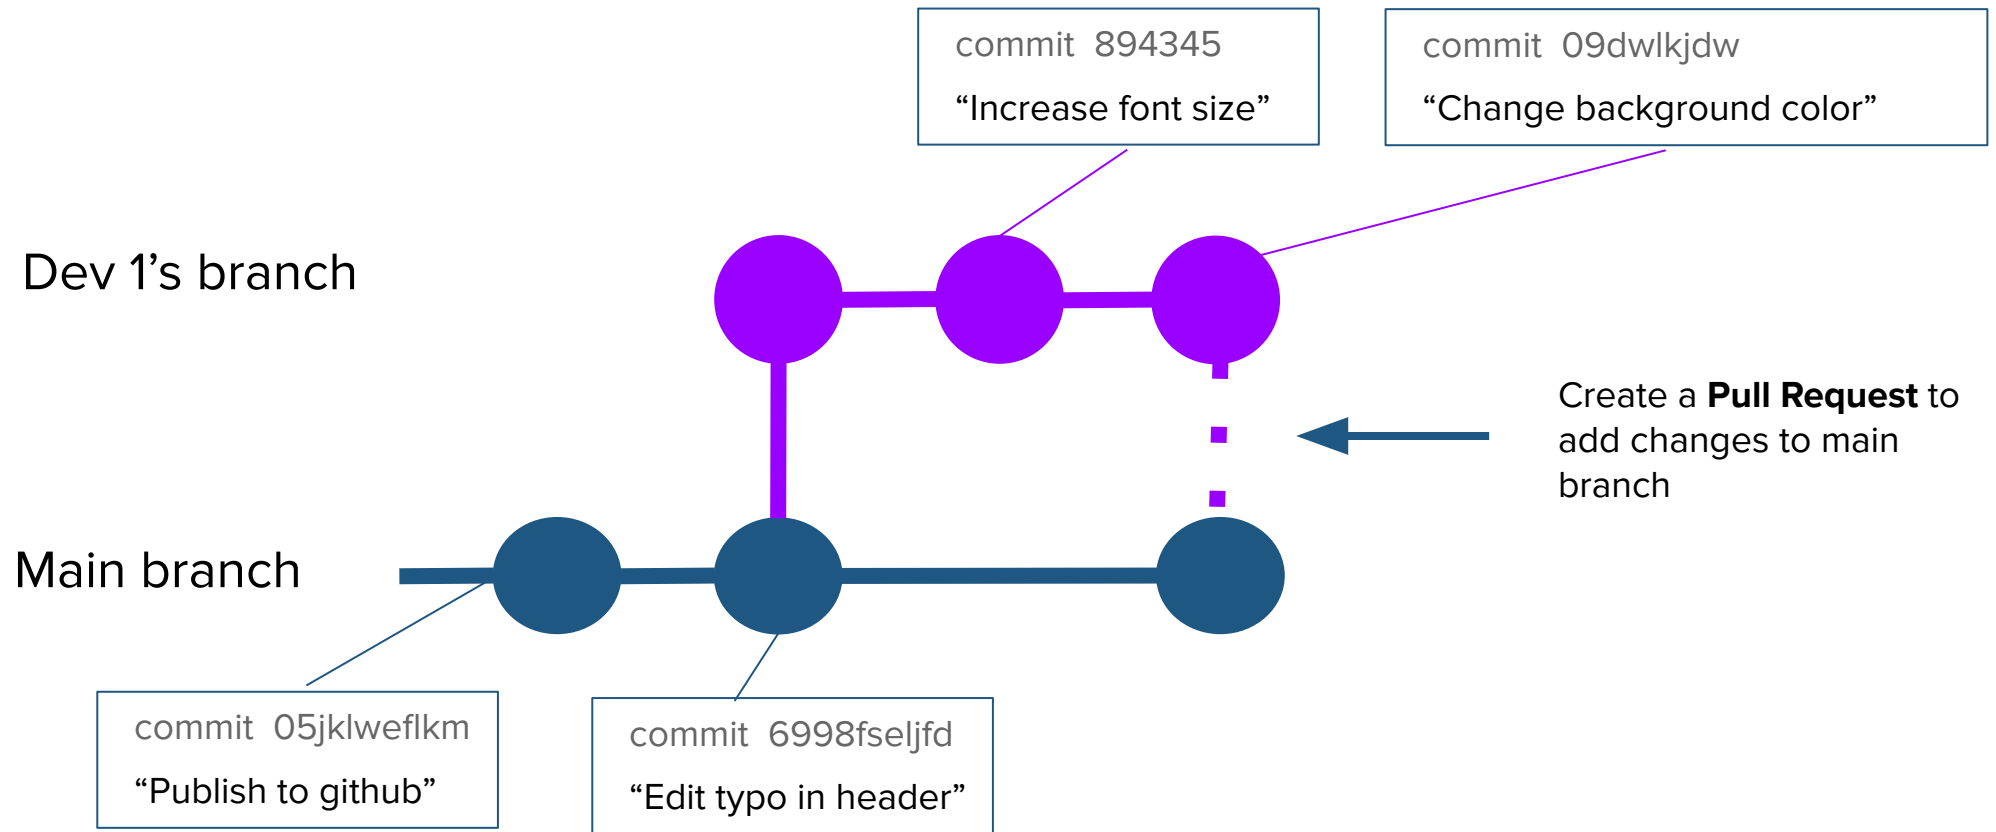 commit 894345
“Increase font size”
commit 09dwlkjdw
“Change background color”
Dev 1’s branch
Create a Pull Request to
add changes to main
branch
Main branch
commit 05jklweflkm
“Publish to github”
commit 6998fseljfd
“Edit typo in header”